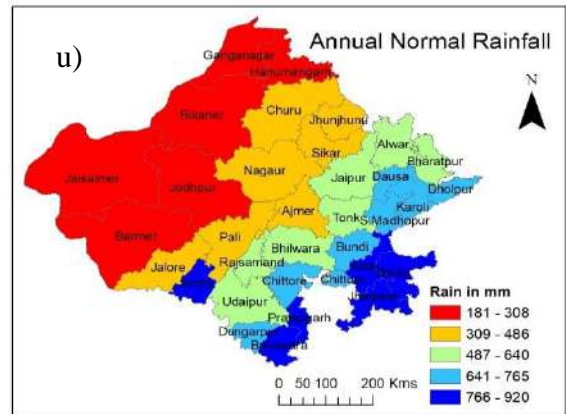 u)
Annual Normal Rainfall
Ganganagar
Hanumangarh
N
Bikaner
Churu
Jhunjhunu
Sikar
Alwar
Bharatpur
Jaisalmer
Jodhpur
Nagaur
Jaipur
Dausa
Dholpur
Karoli
Ajmer
Tonk
S.Madhopur
Barmer
Pali
Jalore
Rajsamand
Bhilwara
Bundi
Chittore
Udaipur
Dungarpur
Rain in mm
181 - 308
309 - 486
487 - 640
641 - 765
766 - 920
0 50 100 200 Kms